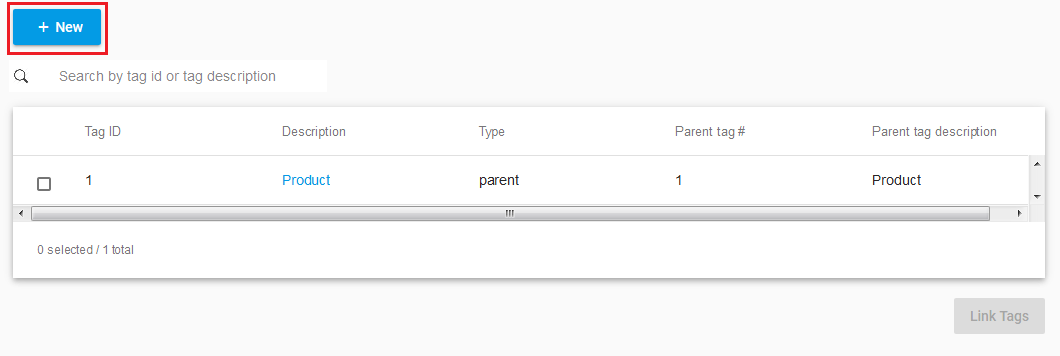 + New
Search by tag id or tag description
Tag ID Description Type Parent tag # Parent tag description
1 Product parent 1 Product
0 selected / 1 total
Link Tags